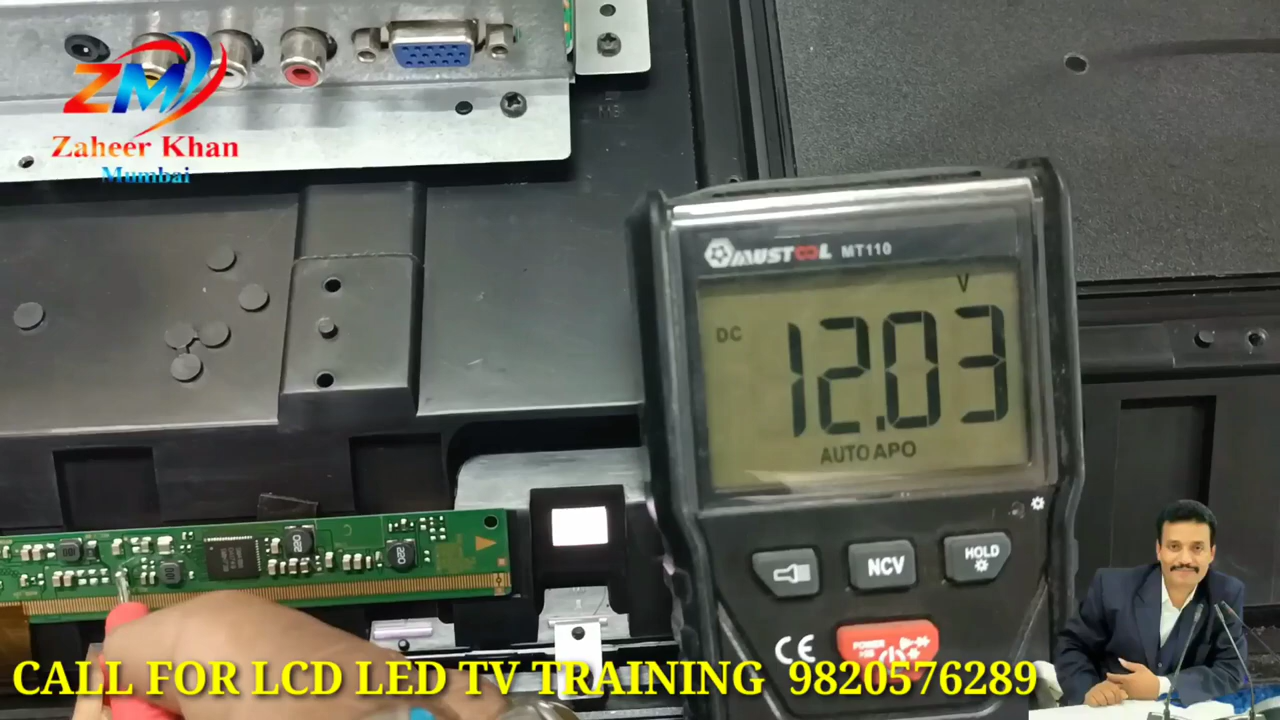 ZM
Zaheer Khan
Mumbai
MUSTOOL MT110
V
DC
12.03
AUTO APO
NCV
HOLD
CE
POWER
220
CALL FOR LCD LED TV TRAINING 9820576289